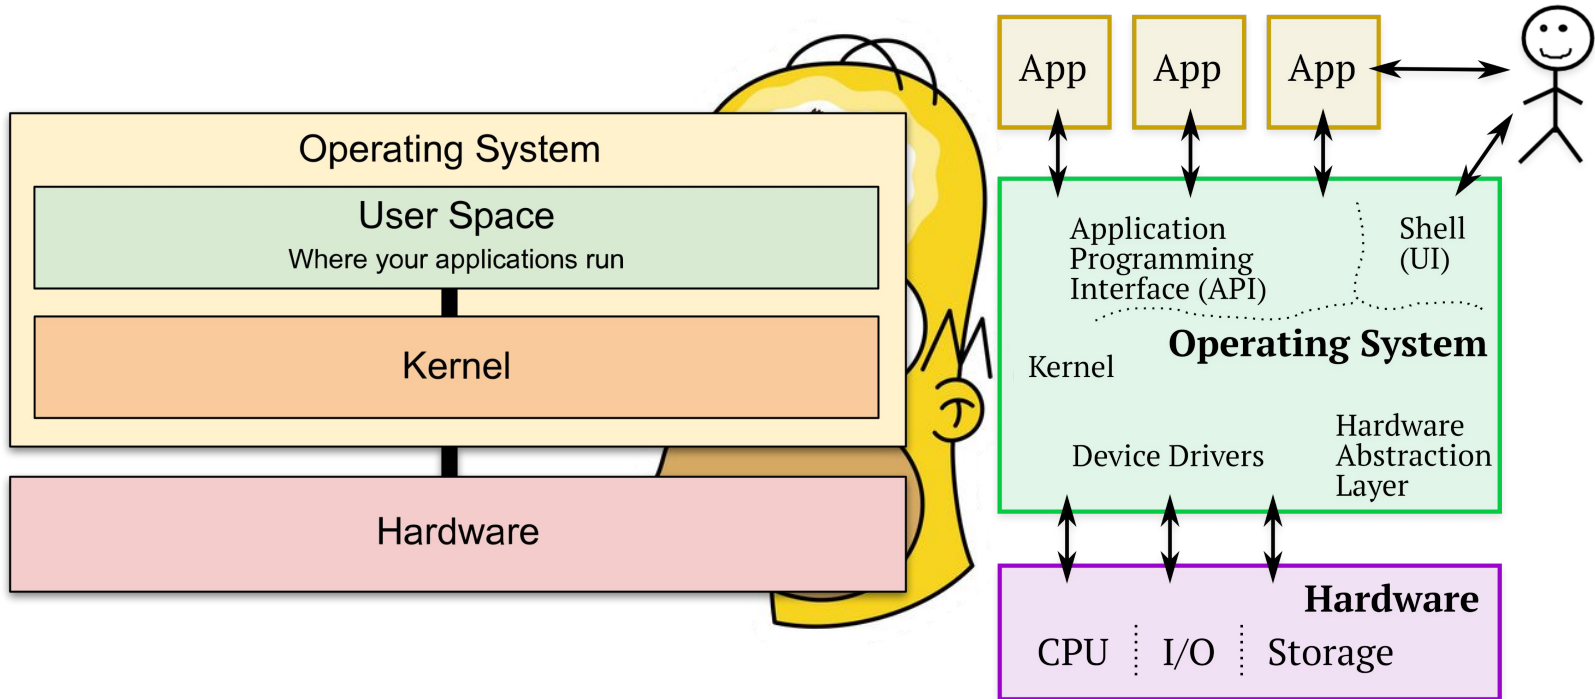 Operating System
User Space
Where your applications run
Kernel
Hardware
App
App
App
Application
Programming
Interface (API)
Shell
(UI)
Operating System
Kernel
Device Drivers
Hardware
Abstraction
Layer
Hardware
CPU
I/O
Storage